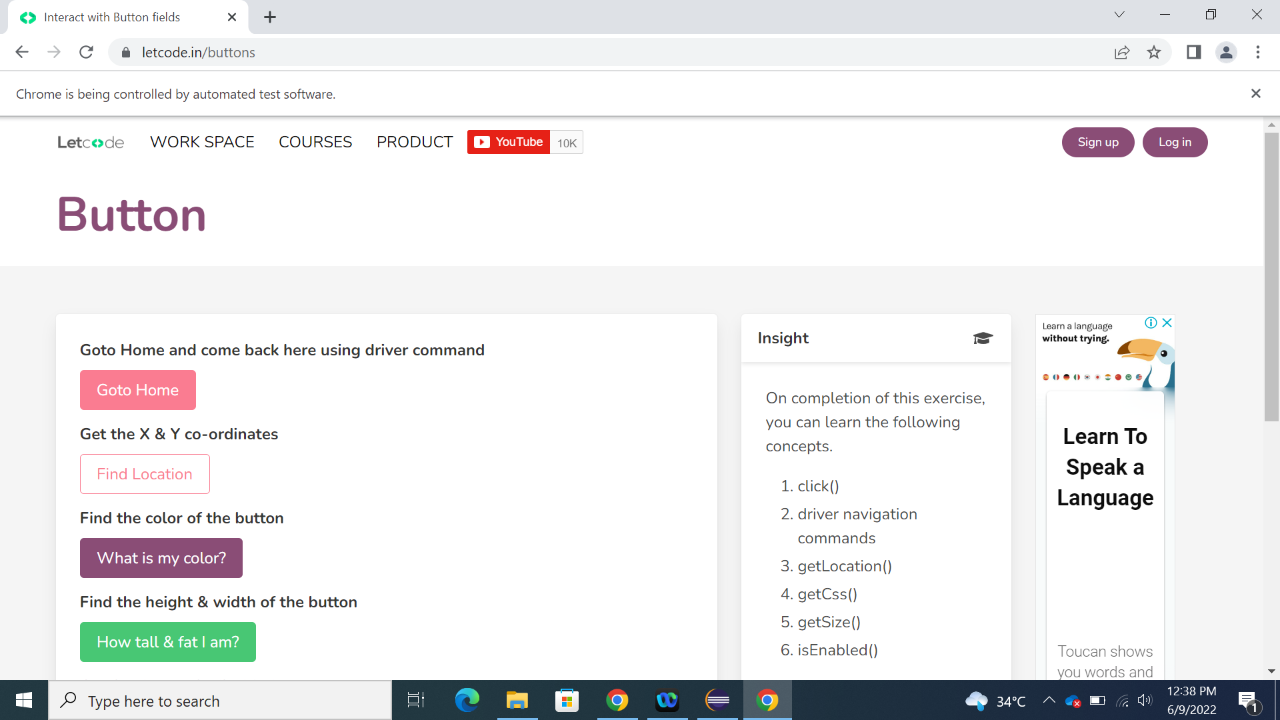 Interact with Button fields
letcode.in/buttons
Chrome is being controlled by automated test software.
Letcode WORK SPACE COURSES PRODUCT YouTube 10K Sign up Log in
Button
Goto Home and come back here using driver command
Goto Home
Get the X & Y co-ordinates
Find Location
Find the color of the button
What is my color?
Find the height & width of the button
How tall & fat I am?
Insight
On completion of this exercise,
you can learn the following
concepts.
1. click()
2. driver navigation
commands
3. getLocation()
4. getCss()
5. getSize()
6. isEnabled()
Learn a language
without trying.
Learn To
Speak a
Language
Toucan shows
you words and
Type here to search
34°C
12:38 PM
6/9/2022
1